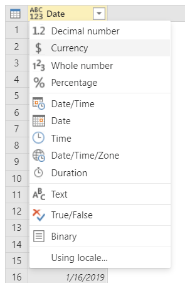 ABC 123 Date
1 1.2 Decimal number
2 $ Currency
3 1²3 Whole number
4 % Percentage
5
6 Date/Time
7 Date
8 Time
9 Date/Time/Zone
10 Duration
11 ABC Text
12
13 True/False
14 Binary
15 Using locale...
16 1/16/2019